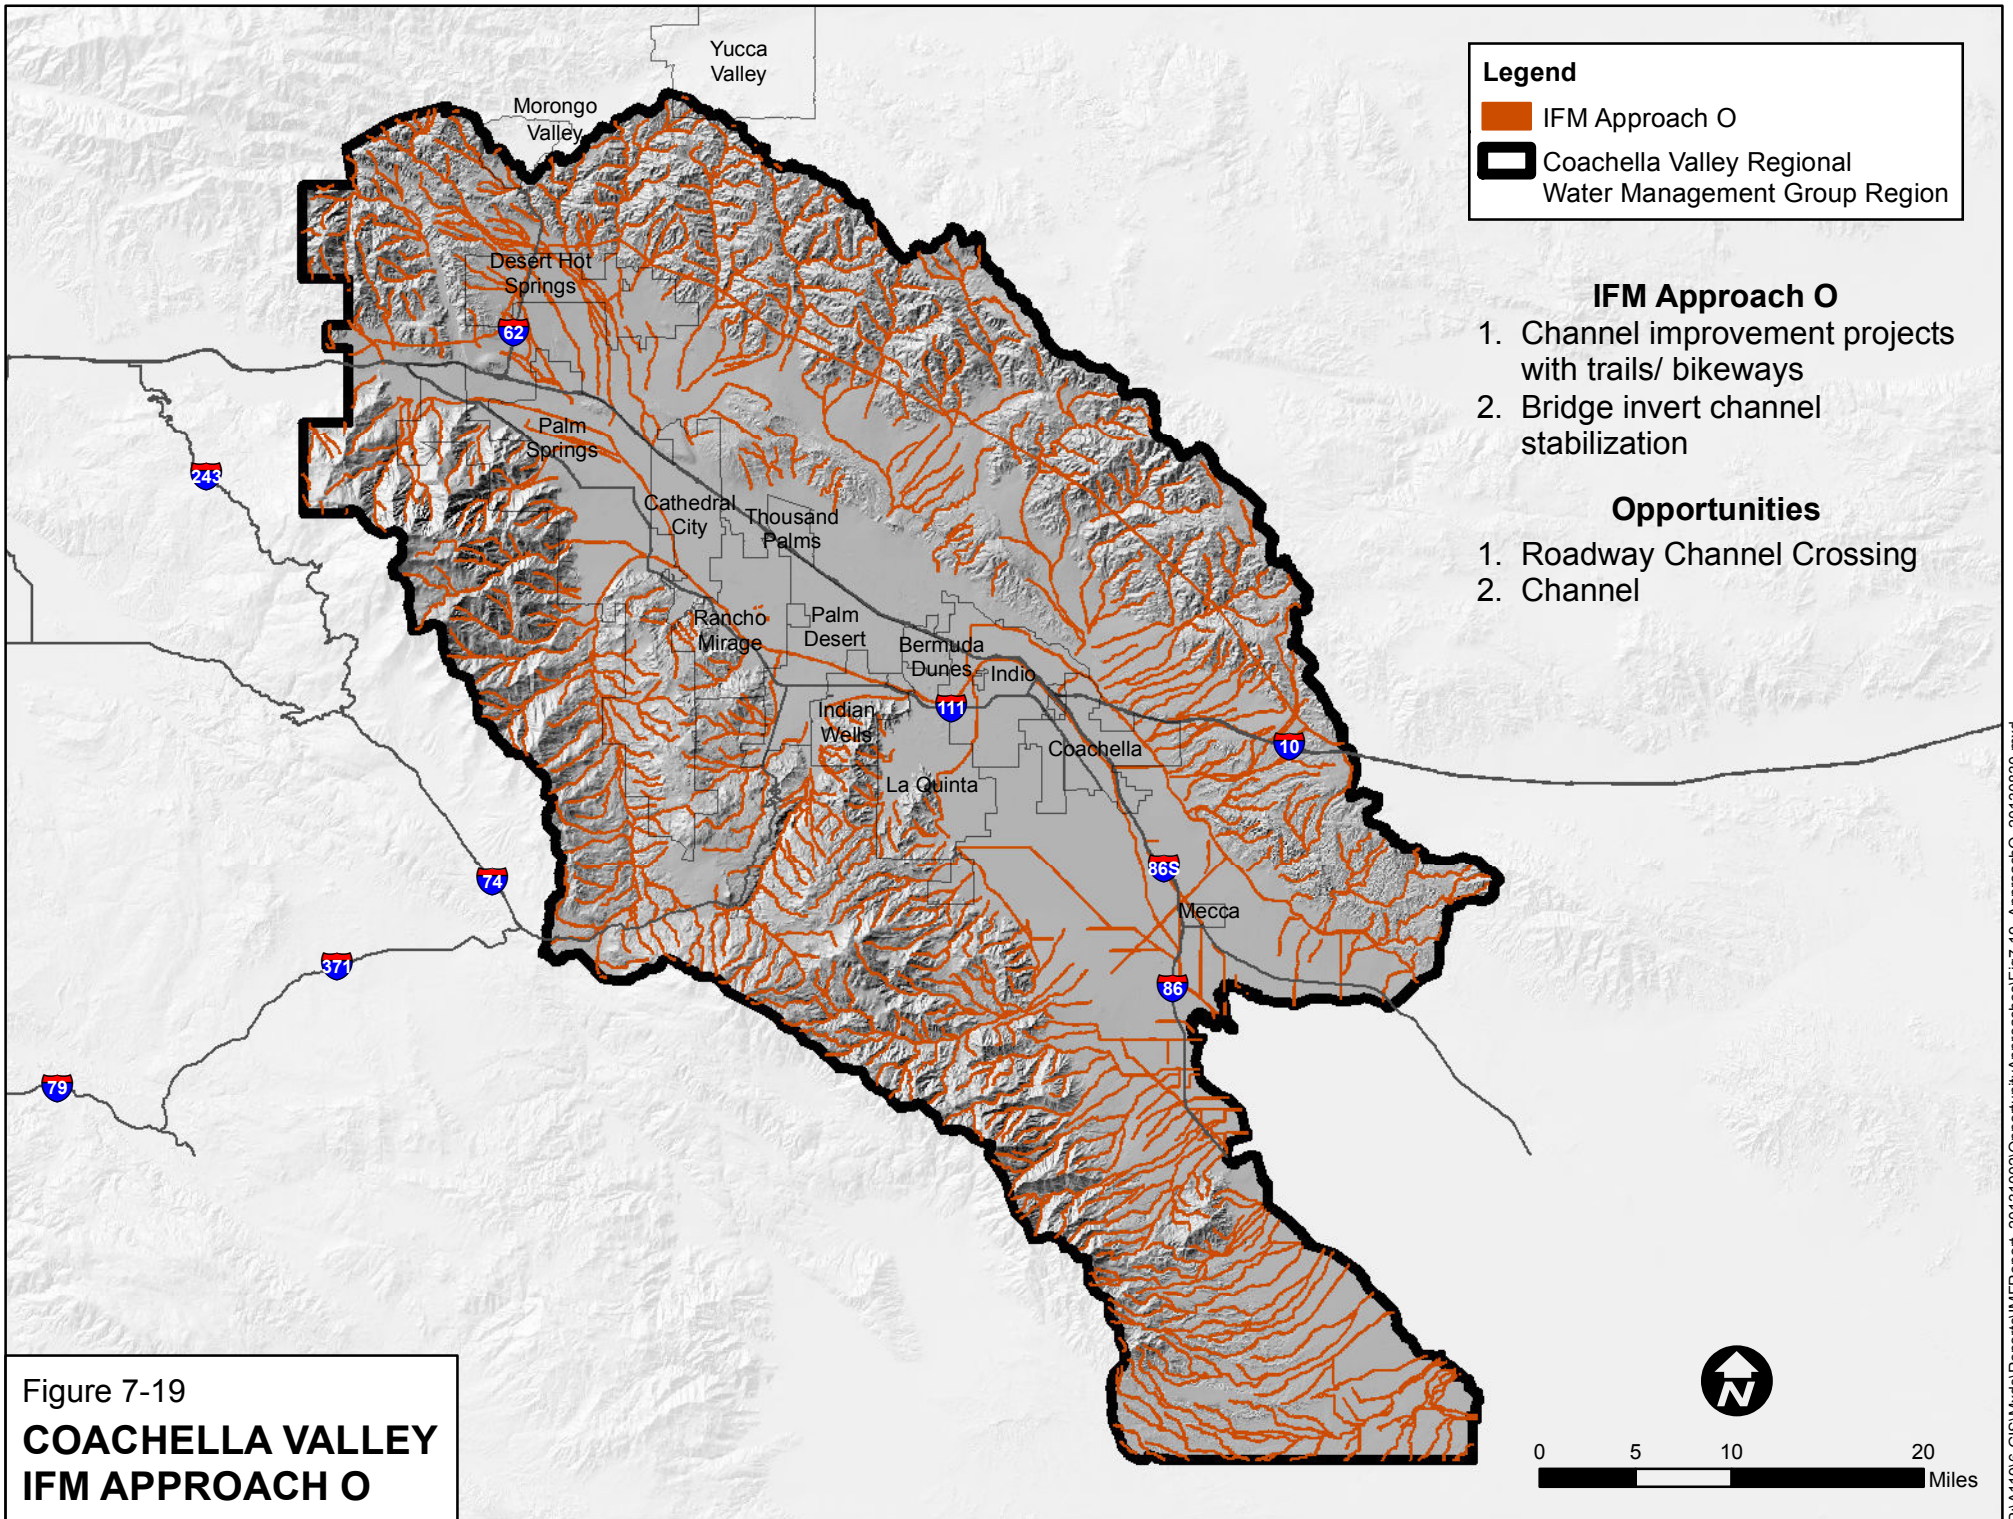 Yucca
Valley
Morongo
Valley
Legend
IFM Approach O
Coachella Valley Regional
Water Management Group Region
Desert Hot
Springs
62
IFM Approach O
1. Channel improvement projects
with trails/ bikeways
2. Bridge invert channel
stabilization
Opportunities
1. Roadway Channel Crossing
2. Channel
Palm
Springs
243
Cathedral
City
Thousand
Palms
Rancho
Mirage
Palm
Desert
Bermuda
Dunes
Indio
Indian
Wells
111
Coachella
10
La Quinta
74
86S
Mecca
371
86
79
Figure 7-19
COACHELLA VALLEY
IFM APPROACH O
N
0 5 10 20
Miles